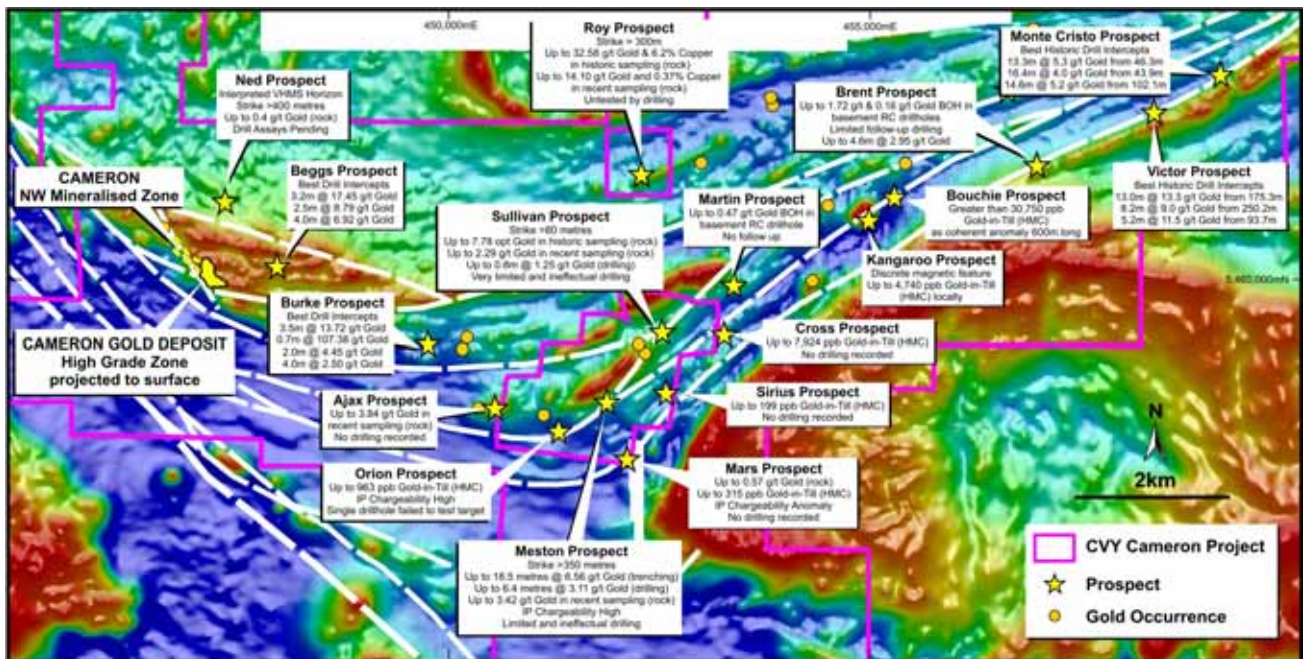 450,000mE
455,000mE
Roy Prospect
Strike > 300m
Up to 32.58 g/t Gold & 6.2% Copper
in historic sampling (rock)
Up to 14.10 g/t Gold and 0.37% Copper
in recent sampling (rock)
Untested by drilling
Monte Cristo Prospect
Best Historic Drill Intercepts
13.3m @ 5.3 g/t Gold from 46.3m
16.4m @ 4.0 g/t Gold from 43.9m
14.6m @ 5.2 g/t Gold from 102.1m
Ned Prospect
Interpreted VHMS Horizon
Strike >400 metres
Up to 0.4 g/t Gold (rock)
Drill Assays Pending
Brent Prospect
Up to 1.72 g/t & 0.18 g/t Gold BOH in
basement RC drillholes
Limited follow-up drilling
Up to 4.6m @ 2.95 g/t Gold
CAMERON
NW Mineralised Zone
Beggs Prospect
Best Drill Intercepts
3.2m @ 17.45 g/t Gold
2.5m @ 8.79 g/t Gold
4.0m @ 6.92 g/t Gold
Victor Prospect
Best Historic Drill Intercepts
13.0m @ 13.3 g/t Gold from 175.3m
8.2m @ 9.0 g/t Gold from 250.2m
5.2m @ 11.5 g/t Gold from 93.7m
Martin Prospect
Up to 0.47 g/t Gold BOH in
basement RC drillhole
No follow up
Bouchie Prospect
Greater than 30,750 ppb
Gold-in-Till (HMC)
as coherent anomaly 600m long
Sullivan Prospect
Strike >80 metres
Up to 7.78 opt Gold in historic sampling (rock)
Up to 2.29 g/t Gold in recent sampling (rock)
Up to 0.6m @ 1.25 g/t Gold (drilling)
Very limited and ineffectual drilling
Kangaroo Prospect
Discrete magnetic feature
Up to 4,740 ppb Gold-in-Till
(HMC) locally
5,460,000mN
Burke Prospect
Best Drill Intercepts
3.5m @ 13.72 g/t Gold
0.7m @ 107.38 g/t Gold
2.0m @ 4.45 g/t Gold
4.0m @ 2.50 g/t Gold
CAMERON GOLD DEPOSIT
High Grade Zone
projected to surface
Cross Prospect
Up to 7,924 ppb Gold-in-Till (HMC)
No drilling recorded
Ajax Prospect
Up to 3.84 g/t Gold in
recent sampling (rock)
No drilling recorded
Sirius Prospect
Up to 199 ppb Gold-in-Till (HMC)
No drilling recorded
Orion Prospect
Up to 963 ppb Gold-in-Till (HMC)
IP Chargeability High
Single drillhole failed to test target
Mars Prospect
Up to 0.57 g/t Gold (rock)
Up to 315 ppb Gold-in-Till (HMC)
IP Chargeability Anomaly
No drilling recorded
N
2km
Meston Prospect
Strike >350 metres
Up to 16.5 metres @ 6.56 g/t Gold (trenching)
Up to 6.4 metres @ 3.11 g/t Gold (drilling)
Up to 3.42 g/t Gold in recent sampling (rock)
IP Chargeability High
Limited and ineffectual drilling
CVY Cameron Project
Prospect
Gold Occurrence